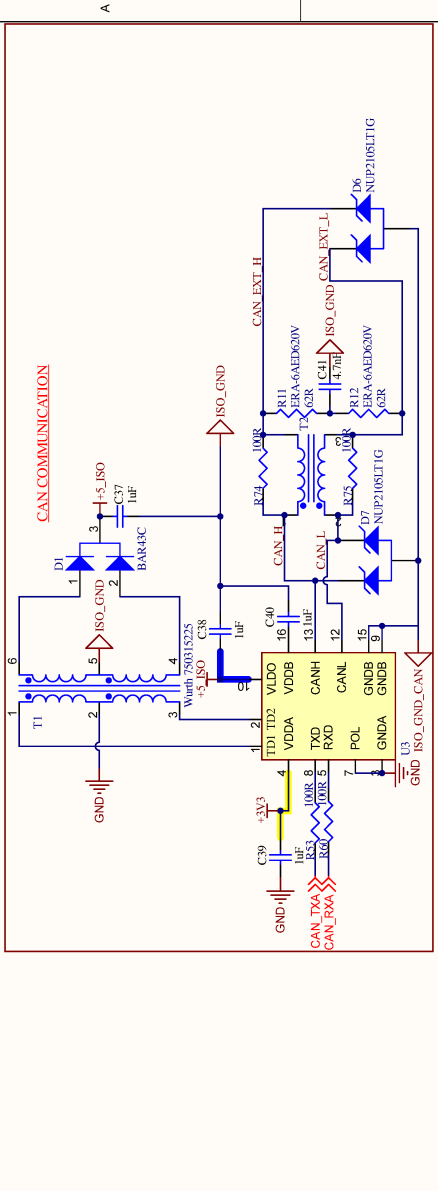 A
CAN COMMUNICATION
D6
NUP2105LT1G
CAN_EXT_H
CAN_EXT_L
ISO_GND
C41
4.7nF
R11
ERA-6AED620V
62R
R12
ERA-6AED620V
62R
T2
100R
R74
100R
R75
3
2
CAN_H
CAN_L
D7
NUP2105LT1G
ISO_GND
+5_ISO
C37
1uF
3
D1
BAR43C
1
2
ISO_GND
6
5
4
Wurth 750315225
1
2
3
T1
GND
+5_ISO
C38
1uF
C40
1uF
10
16
13
12
15
9
VLDO
VDDB
CANH
CANL
GNDB
GNDB
TD1
TD2
VDDA
TXD
RXD
POL
GNDA
1
2
4
8
5
7
3
U3
ISO_GND_CAN
GND
+3V3
C39
1uF
GND
100R
R53
100R
R60
CAN_TXA
CAN_RXA